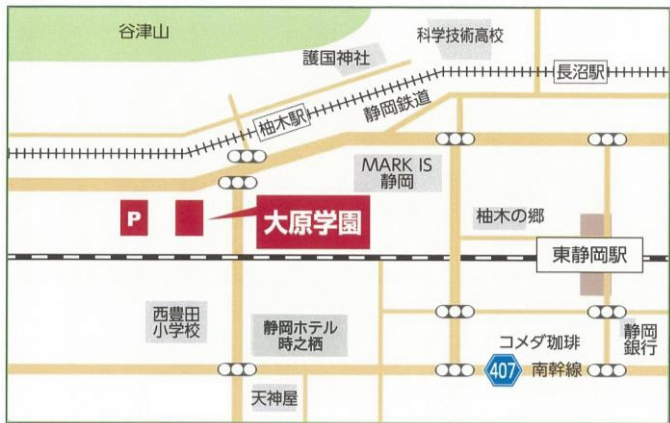 谷津山
科学技術高校
護国神社
長沼駅
柚木駅
静岡鉄道
MARK IS
静岡
P
大原学園
柚木の郷
東静岡駅
西豊田
小学校
静岡ホテル
時之栖
コメダ珈琲
静岡
銀行
407
南幹線
天神屋